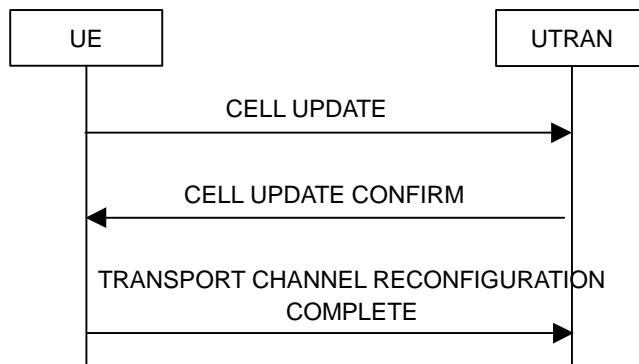 UE
UTRAN
CELL UPDATE
CELL UPDATE CONFIRM
TRANSPORT CHANNEL RECONFIGURATION
COMPLETE